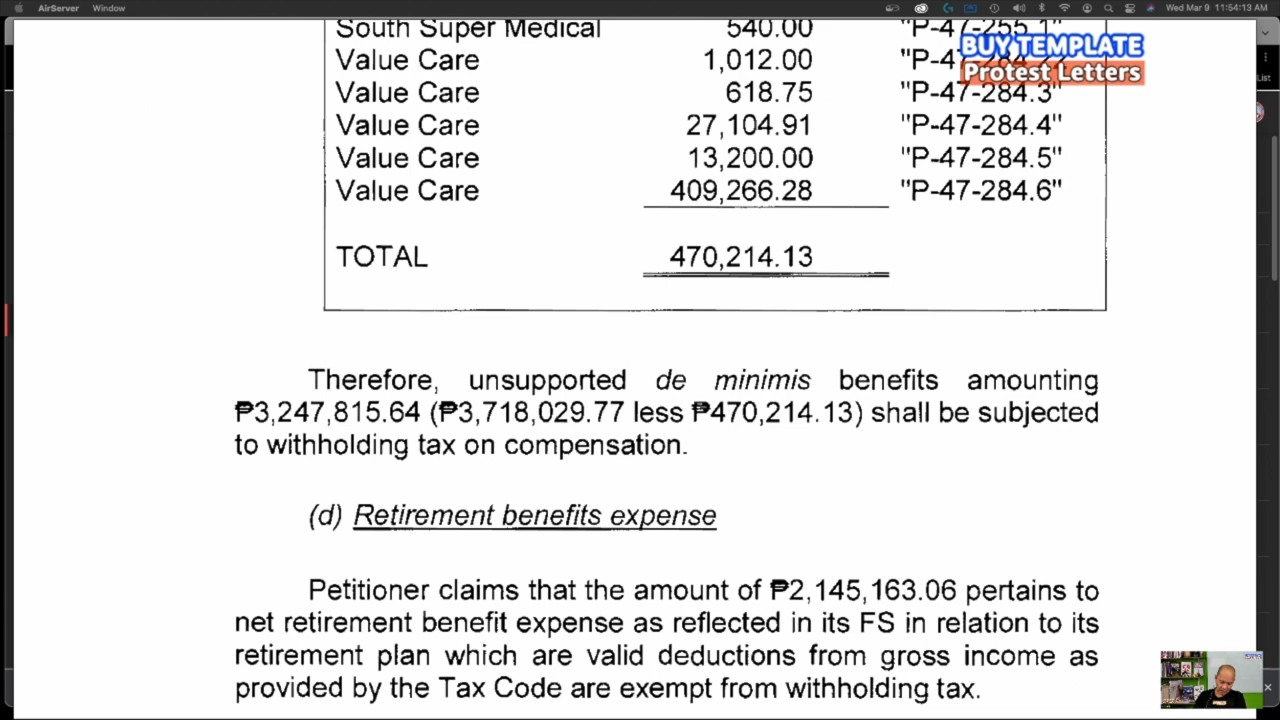 AirServer Window Wed Mar 9 11:54:13 AM
South Super Medical 540.00 "P-47-255.1"
BUY TEMPLATE
Value Care 1,012.00
Protest Letters
Value Care 618.75 "P-47-284.3"
Value Care 27,104.91 "P-47-284.4"
Value Care 13,200.00 "P-47-284.5"
Value Care 409,266.28 "P-47-284.6"
TOTAL 470,214.13
Therefore, unsupported de minimis benefits amounting
₱3,247,815.64 (₱3,718,029.77 less ₱470,214.13) shall be subjected
to withholding tax on compensation.
(d) Retirement benefits expense
Petitioner claims that the amount of ₱2,145,163.06 pertains to
net retirement benefit expense as reflected in its FS in relation to its
retirement plan which are valid deductions from gross income as
provided by the Tax Code are exempt from withholding tax.
List